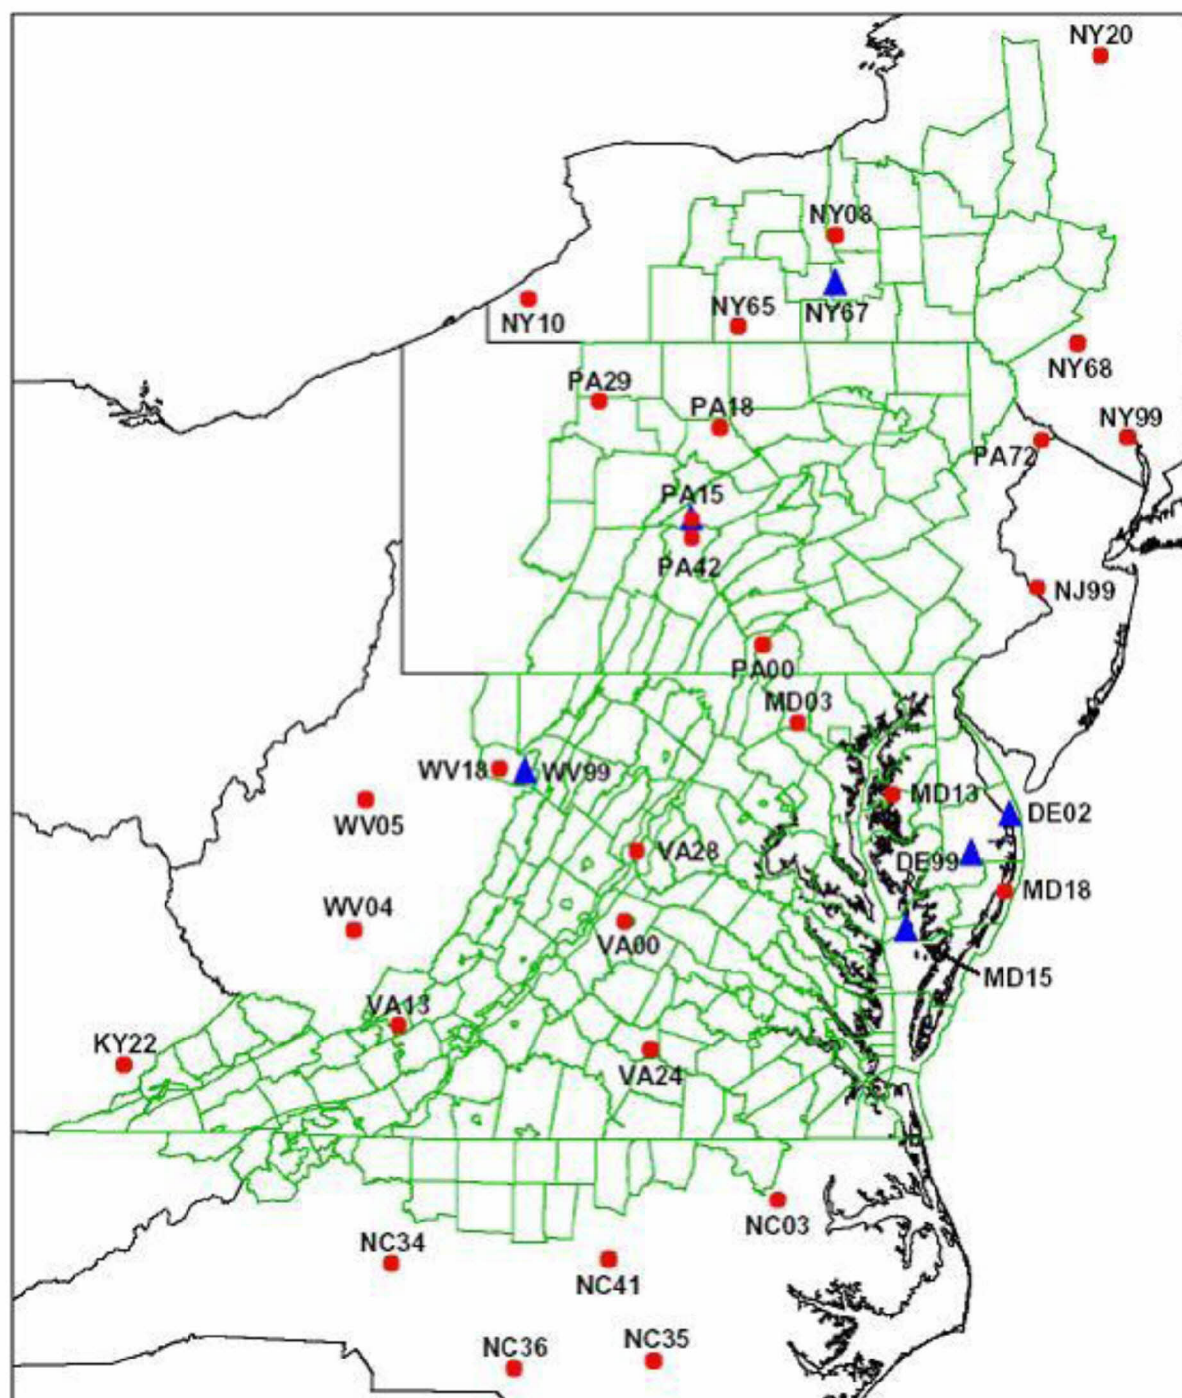 NY20
NY08
NY67
NY65
NY10
NY68
PA29
PA18
NY99
PA72
PA15
PA42
NJ99
PA00
MD03
WV18
WV99
MD13
WV05
DE02
VA28
DE99
MD18
WV04
VA00
MD15
VA13
KY22
VA24
NC03
NC34
NC41
NC35
NC36